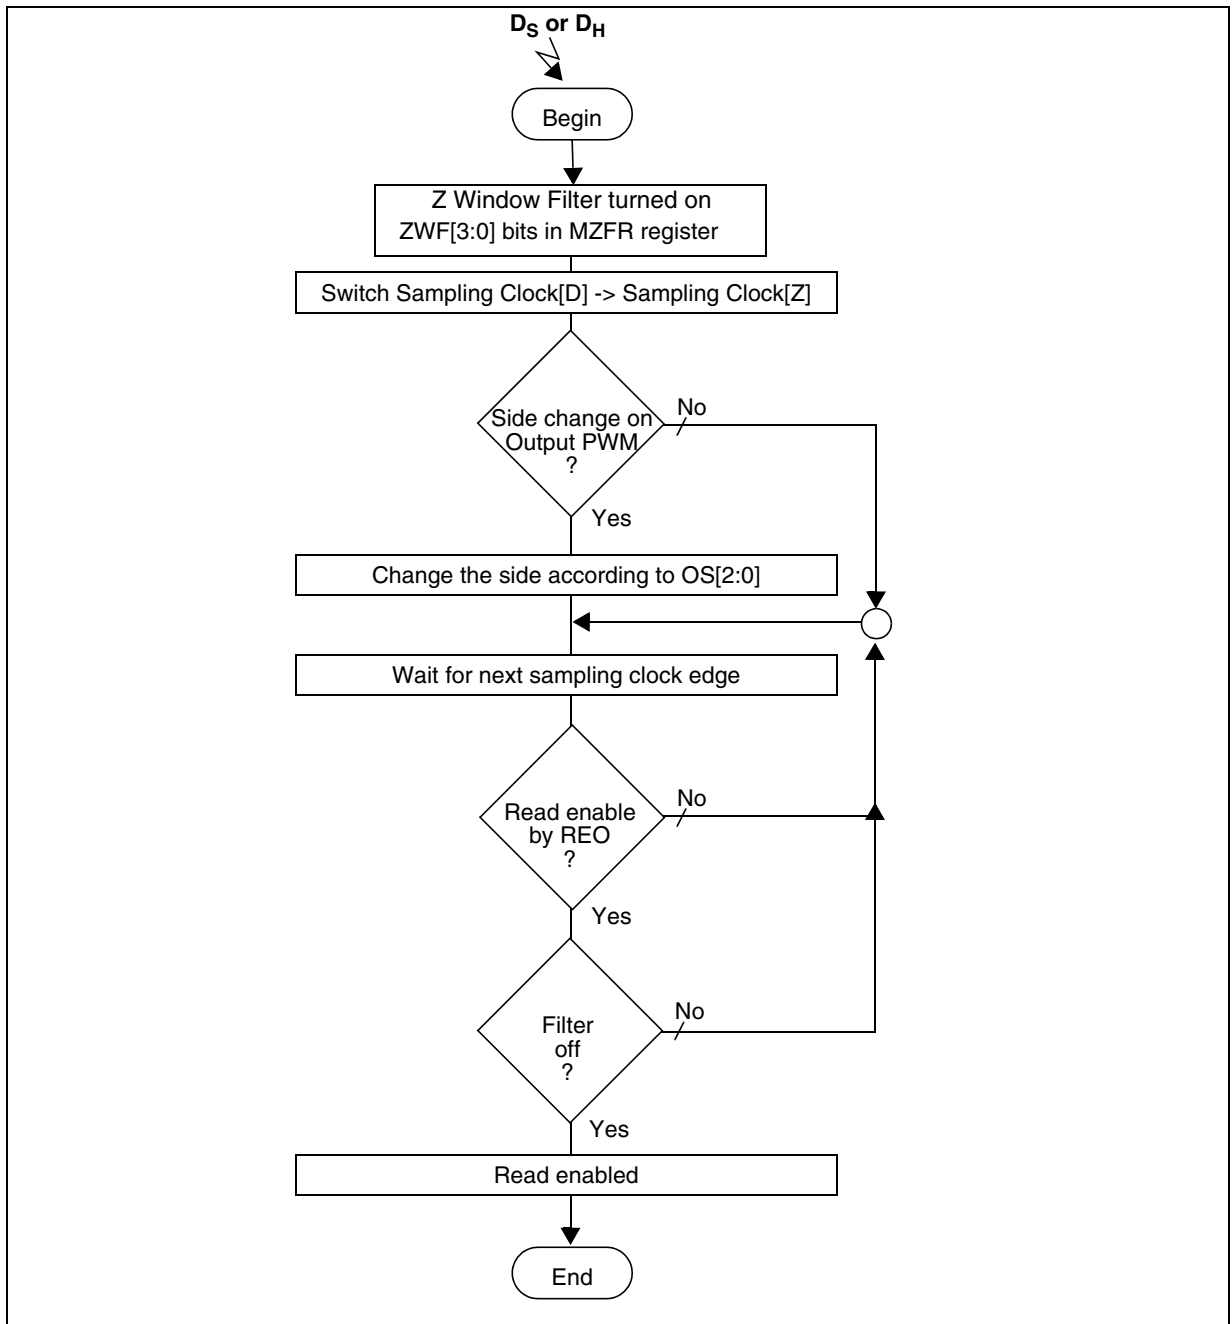 D_S or D_H
Begin
Z Window Filter turned on
ZWF[3:0] bits in MZFR register
Switch Sampling Clock[D] -> Sampling Clock[Z]
Side change on
Output PWM
?
No
Yes
Change the side according to OS[2:0]
Wait for next sampling clock edge
Read enable
by REO
?
No
Yes
Filter
off
?
No
Yes
Read enabled
End